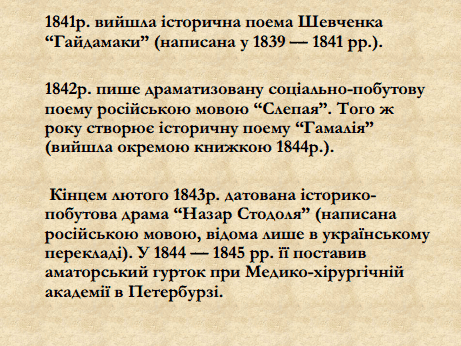 1841р. вийшла історична поема Шевченка
“Гайдамаки” (написана у 1839 — 1841 рр.).
1842р. пише драматизовану соціально-побутову
поему російською мовою “Слепая”. Того ж
року створює історичну поему “Гамалія”
(вийшла окремою книжкою 1844р.).
Кінцем лютого 1843р. датована історико-
побутова драма “Назар Стодоля” (написана
російською мовою, відома лише в українському
перекладі). У 1844 — 1845 рр. її поставив
аматорський гурток при Медико-хірургічній
академії в Петербурзі.